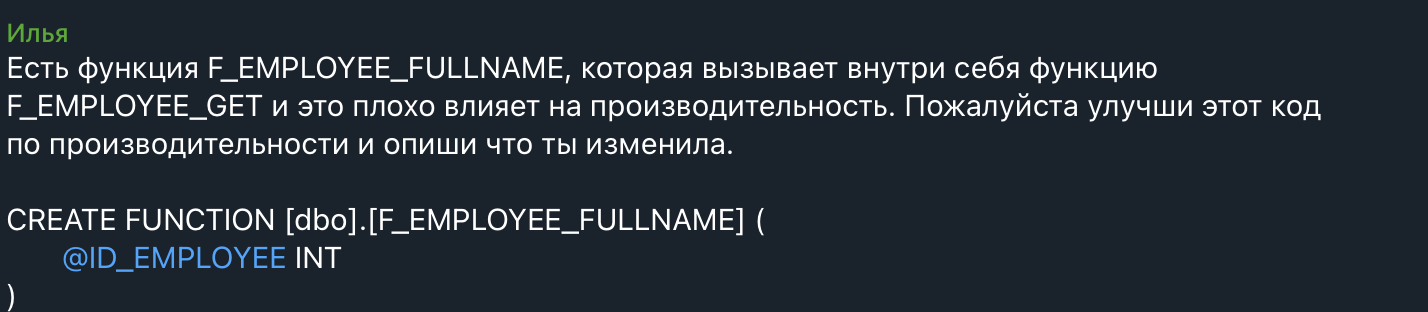 Илья
Есть функция F_EMPLOYEE_FULLNAME, которая вызывает внутри себя функцию
F_EMPLOYEE_GET и это плохо влияет на производительность. Пожалуйста улучши этот код
по производительности и опиши что ты изменила.
CREATE FUNCTION [dbo].[F_EMPLOYEE_FULLNAME] (
@ID_EMPLOYEE INT
)